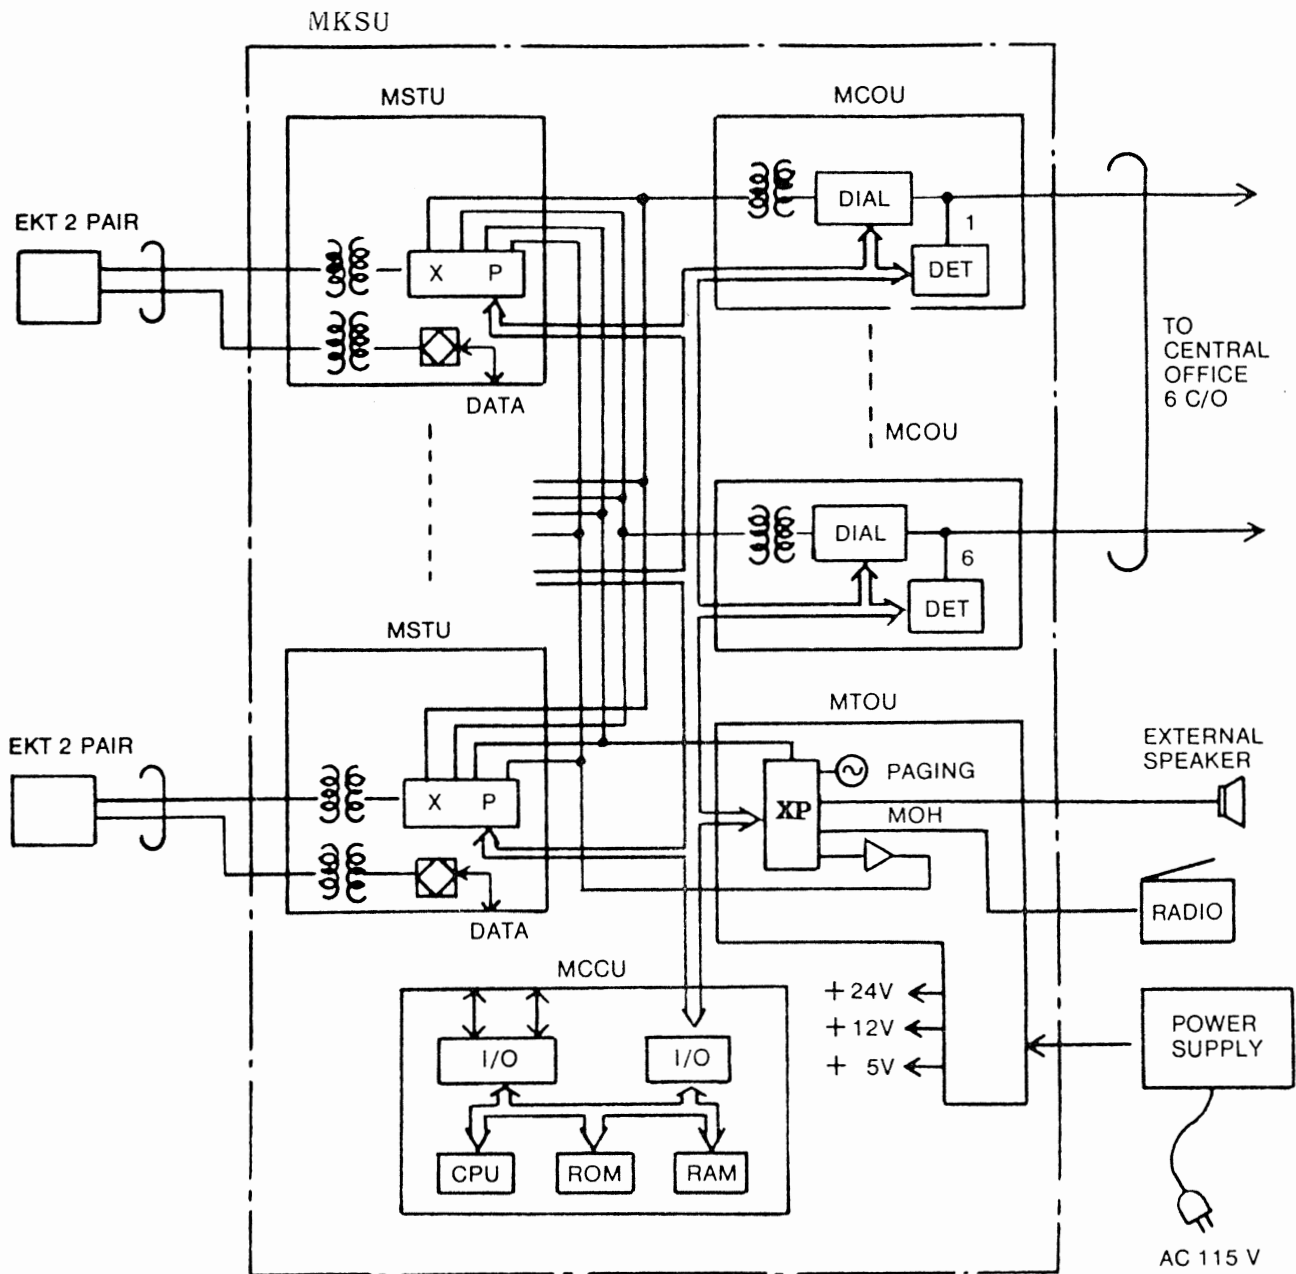 MKSU
MSTU
MCOU
EKT 2 PAIR
X P
DATA
DIAL
1
DET
TO
CENTRAL
OFFICE
6 C/O
MCOU
DIAL
6
DET
MSTU
EKT 2 PAIR
X P
DATA
MTOU
XP
PAGING
MOH
EXTERNAL
SPEAKER
RADIO
MCCU
I/O
I/O
CPU
ROM
RAM
+ 24V
+ 12V
+ 5V
POWER
SUPPLY
AC 115 V